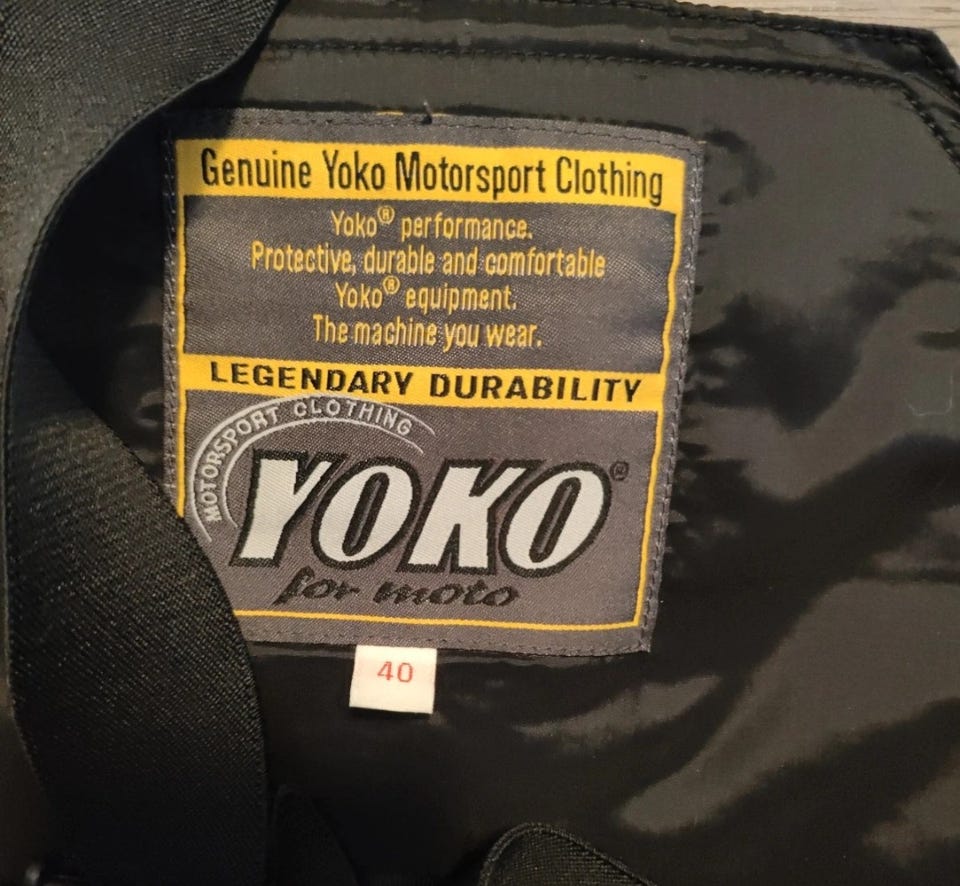 Genuine Yoko Motorsport Clothing
Yoko® performance.
Protective, durable and comfortable
Yoko® equipment.
The machine you wear.
LEGENDARY DURABILITY
MOTORSPORT CLOTHING
YOKO®
for moto
40